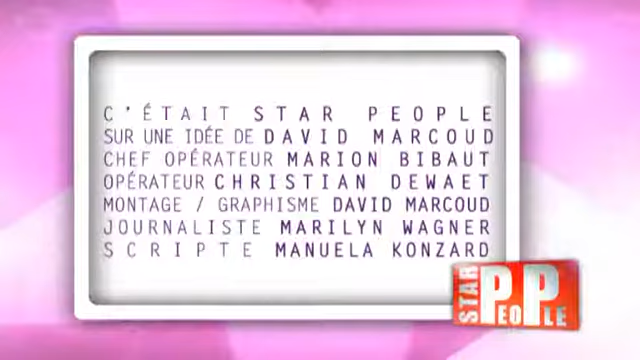 C'ÉTAIT STAR PEOPLE
SUR UNE IDÉE DE DAVID MARCOUD
CHEF OPÉRATEUR MARION BIBAUT
OPÉRATEUR CHRISTIAN DEWAET
MONTAGE / GRAPHISME DAVID MARCOUD
JOURNALISTE MARILYN WAGNER
SCRIPTE MANUELA KONZARD
STAR PEOPLE